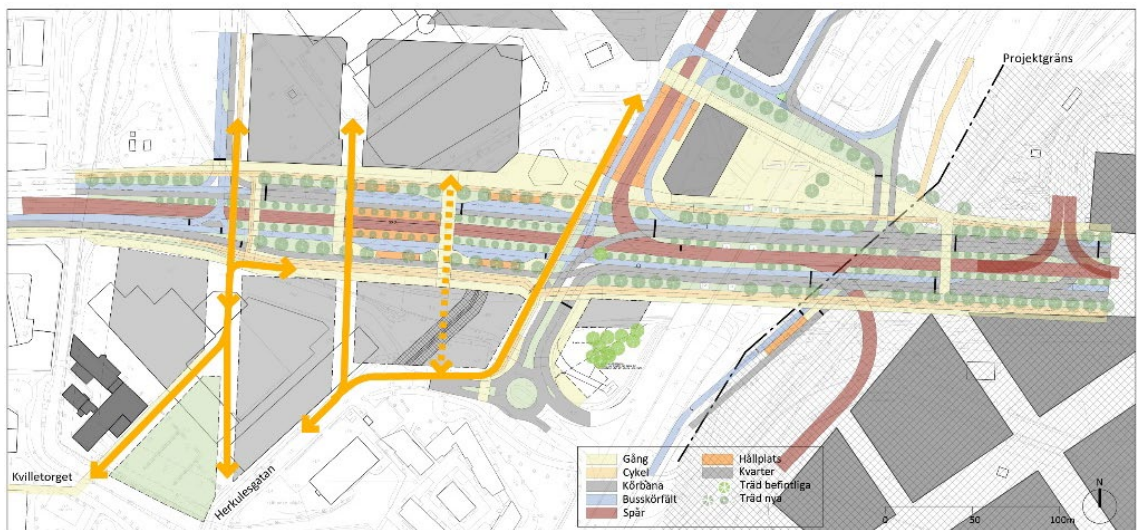 Projektgräns
Kvilletorget
Herkulesgatan
Gång
Cykel
Körbana
Busskörfält
Spår
Hållplats
Kvarter
Träd befintliga
Träd nya
N
0 50 100m